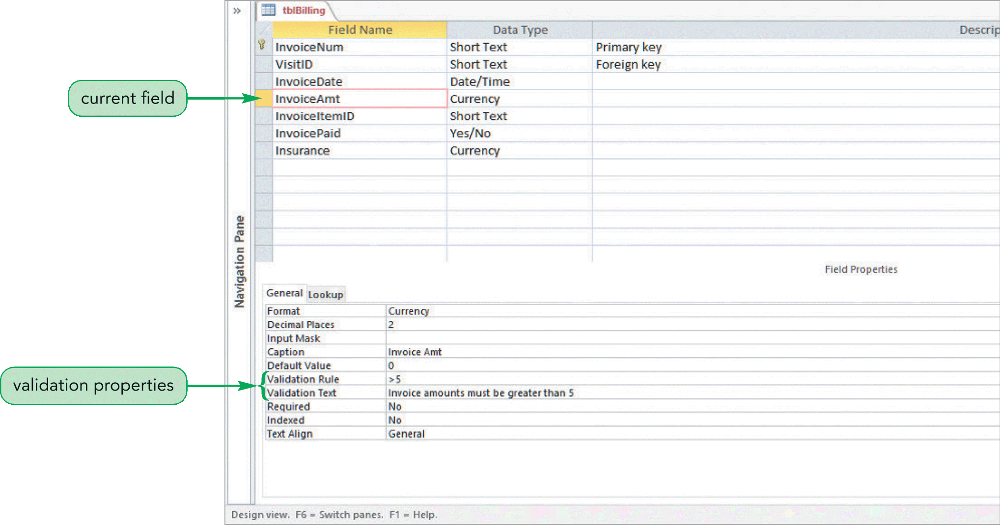 »
tblBilling
Field Name Data Type Descrip
InvoiceNum Short Text Primary key
VisitID Short Text Foreign key
InvoiceDate Date/Time
current field
InvoiceAmt Currency
InvoiceItemID Short Text
InvoicePaid Yes/No
Insurance Currency
Navigation Pane
Field Properties
General Lookup
Format Currency
Decimal Places 2
Input Mask
Caption Invoice Amt
Default Value 0
validation properties
Validation Rule >5
Validation Text Invoice amounts must be greater than 5
Required No
Indexed No
Text Align General
Design view. F6 = Switch panes. F1 = Help.